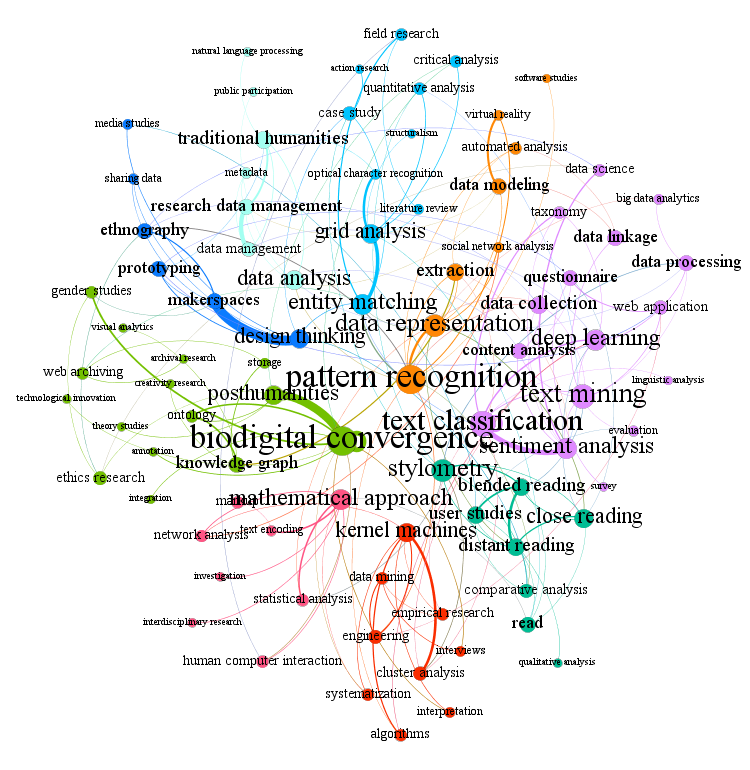 field research
natural language processing
critical analysis
action research
software studies
quantitative analysis
public participation
case study
virtual reality
media studies
structuralism
traditional humanities
automated analysis
data science
metadata
optical character recognition
sharing data
data modeling
big data analytics
research data management
literature review
taxonomy
ethnography
grid analysis
data linkage
data management
social network analysis
data processing
prototyping
extraction
data analysis
questionnaire
gender studies
makerspaces
entity matching
data collection
web application
visual analytics
data representation
design thinking
deep learning
content analysis
archival research
storage
web archiving
pattern recognition
creativity research
linguistic analysis
posthumanities
text mining
technological innovation
ontology
text classification
theory studies
evaluation
biodigital convergence
sentiment analysis
annotation
knowledge graph
stylometry
ethics research
blended reading
survey
integration
mathematical approach
user studies
close reading
text encoding
kernel machines
network analysis
distant reading
investigation
data mining
statistical analysis
comparative analysis
empirical research
interdisciplinary research
engineering
read
interviews
human computer interaction
cluster analysis
qualitative analysis
systematization
interpretation
algorithms